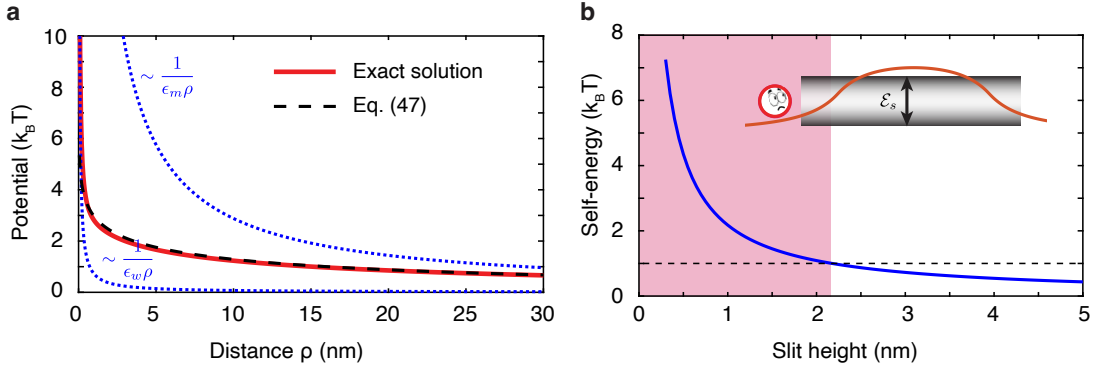 a
10
8
6
4
2
0
0
5
10
15
20
25
30
Potential (k_BT)
Distance ρ (nm)
~ 1/ϵ_mρ
~ 1/ϵ_wρ
Exact solution
Eq. (47)
b
8
6
4
2
0
0
1
2
3
4
5
Self-energy (k_BT)
Slit height (nm)
ℰ_s